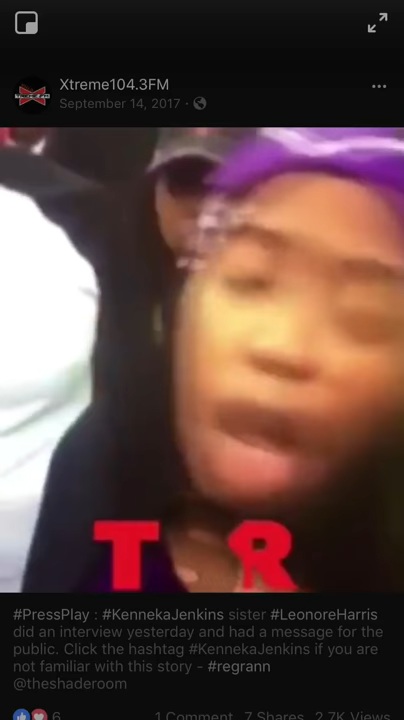 Xtreme104.3FM
September 14, 2017 ·
T R
#PressPlay : #KennekaJenkins sister #LeonoreHarris
did an interview yesterday and had a message for the
public. Click the hashtag #KennekaJenkins if you are
not familiar with this story - #regrann
@theshaderoom
6 1 Comment 7 Shares 2.7K Views